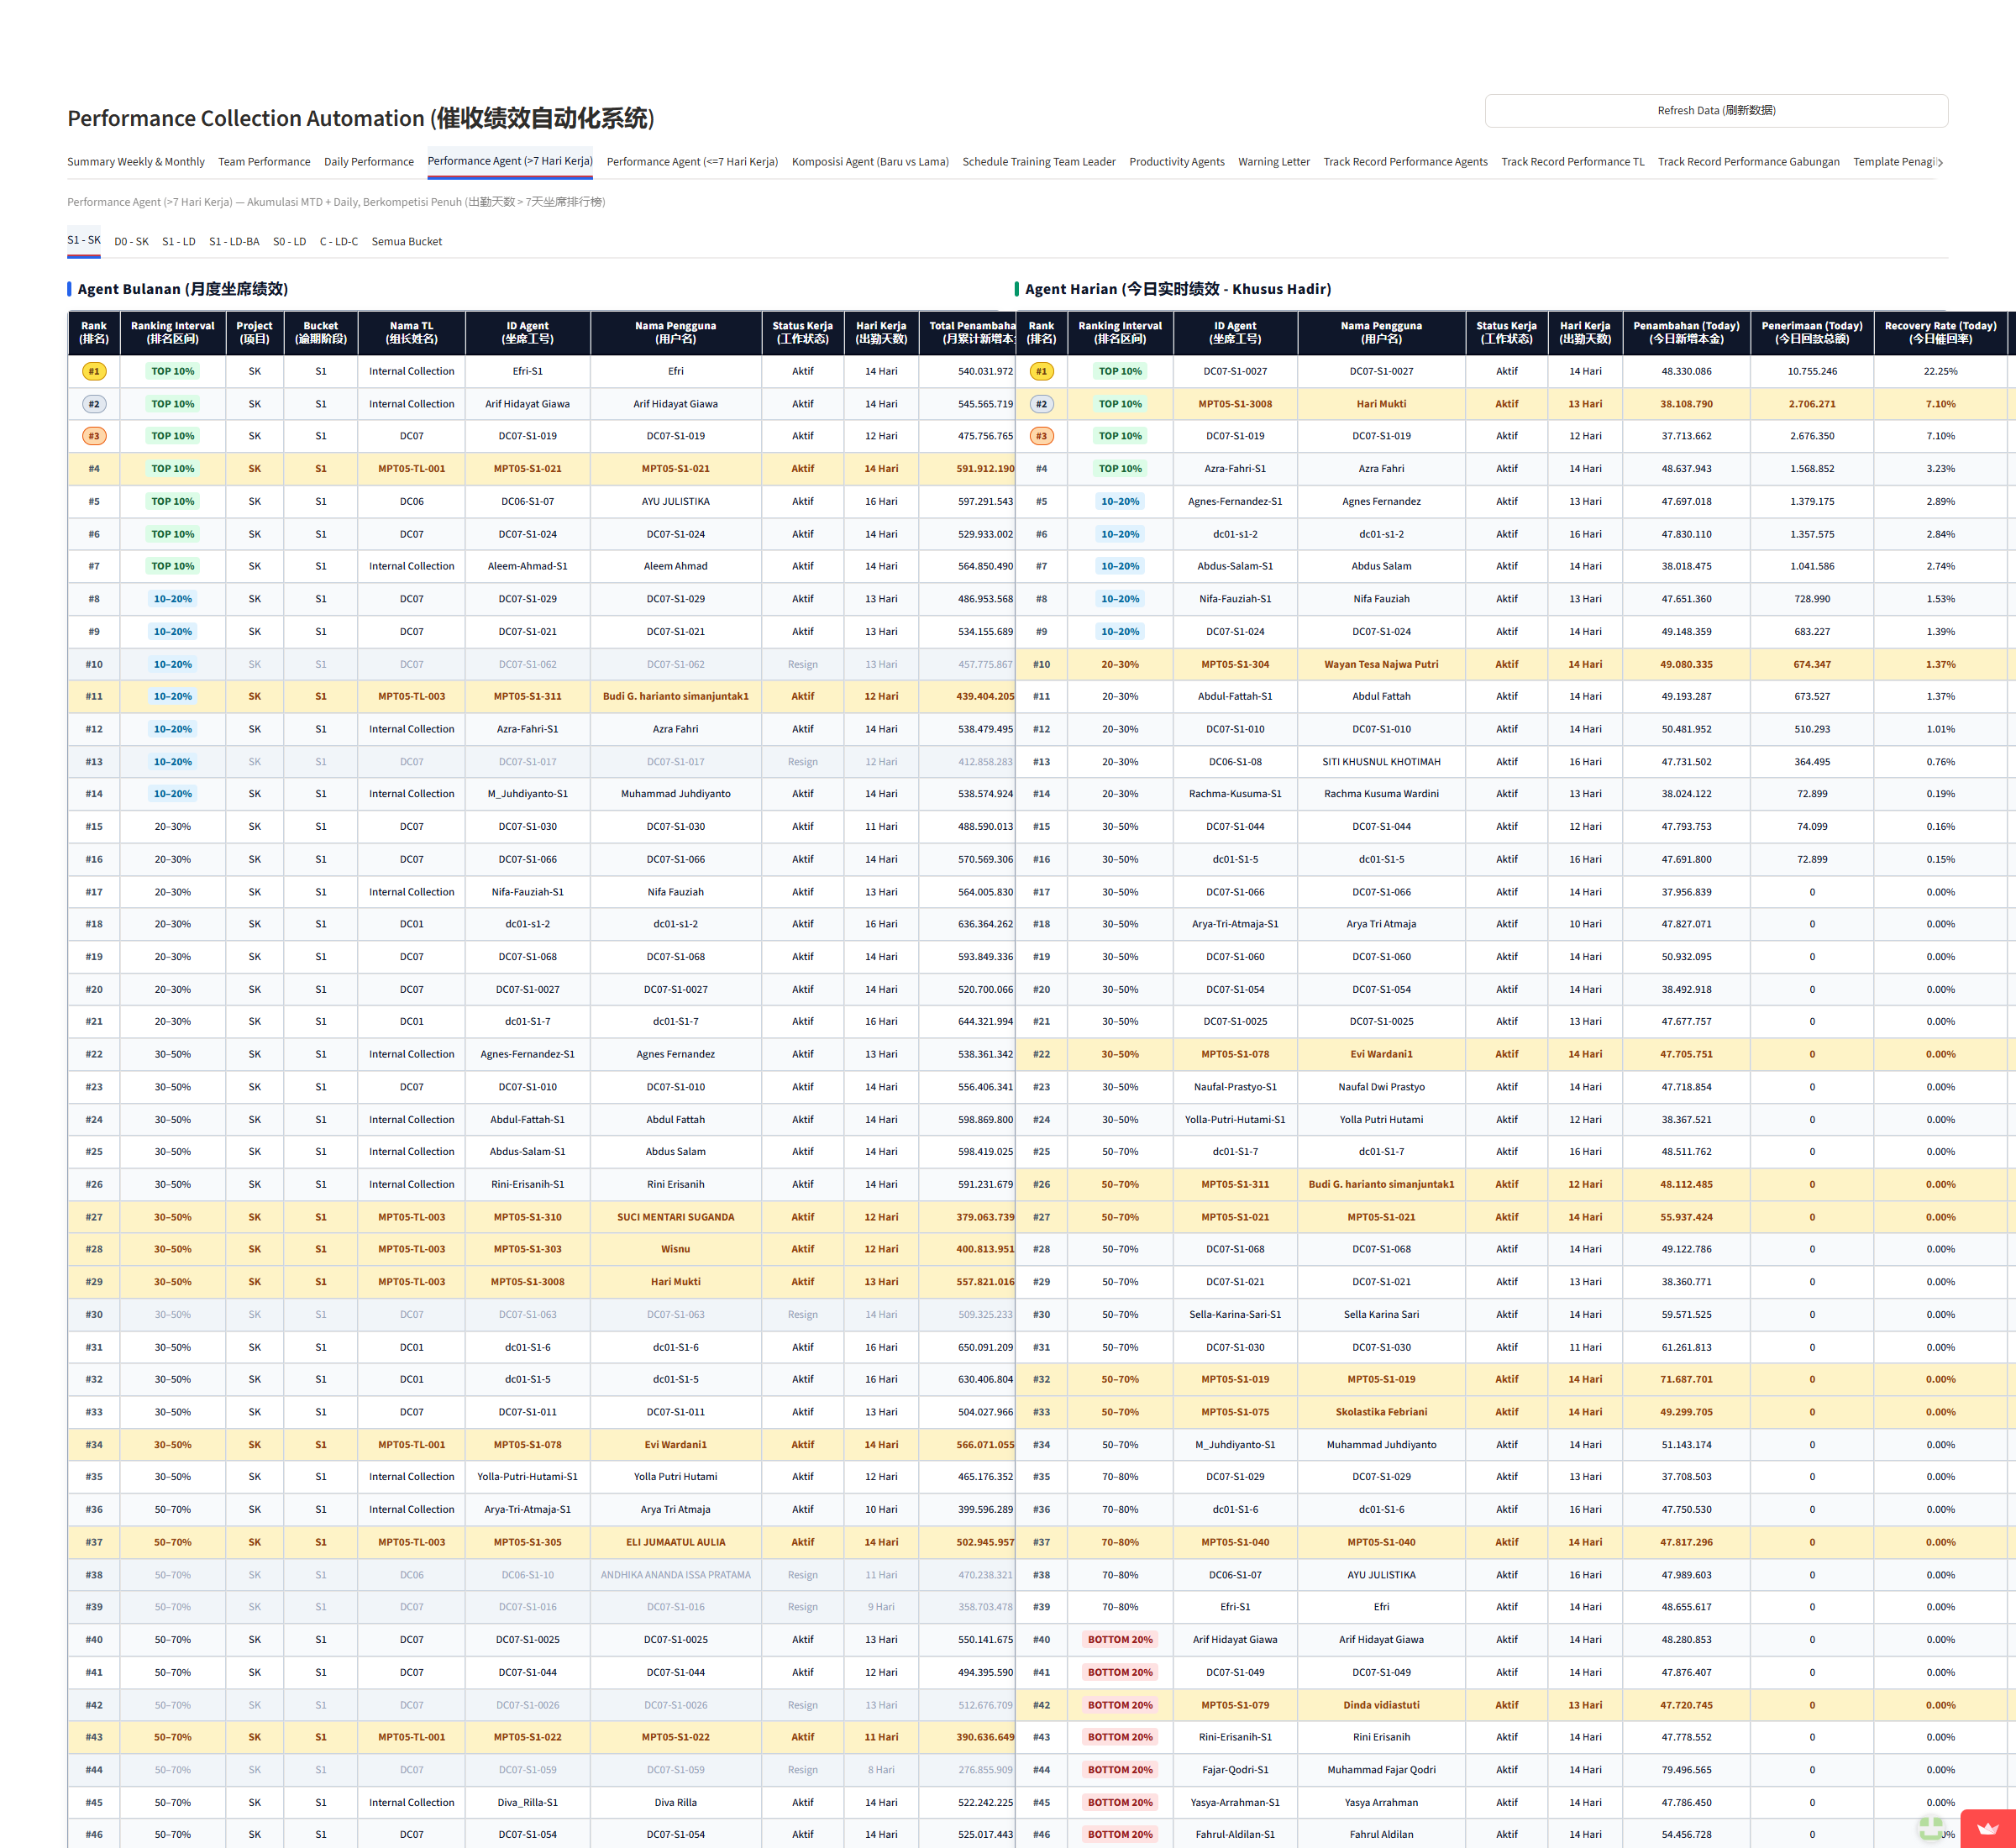 Performance Collection Automation (催收绩效自动化系统)
Refresh Data (刷新数据)
Summary Weekly & Monthly Team Performance Daily Performance Performance Agent (>7 Hari Kerja) Performance Agent (<=7 Hari Kerja) Komposisi Agent (Baru vs Lama) Schedule Training Team Leader Productivity Agents Warning Letter Track Record Performance Agents Track Record Performance TL Track Record Performance Gabungan Template Penagi
Performance Agent (>7 Hari Kerja) — Akumulasi MTD + Daily, Berkompetisi Penuh (出勤天数 > 7天坐席排行榜)
S1 - SK D0 - SK S1 - LD S1 - LD-BA S0 - LD C - LD-C Semua Bucket
Agent Bulanan (月度坐席绩效)
Rank Ranking Interval Project Bucket Nama TL ID Agent Nama Pengguna Status Kerja Hari Kerja Total Penambaha
(排名) (排名区间) (项目) (逾期阶段) (组长姓名) (坐席工号) (用户名) (工作状态) (出勤天数) (月累计新增本
#1 TOP 10% SK S1 Internal Collection Efri-S1 Efri Aktif 14 Hari 540.031.972
#2 TOP 10% SK S1 Internal Collection Arif Hidayat Giawa Arif Hidayat Giawa Aktif 14 Hari 545.565.719
#3 TOP 10% SK S1 DC07 DC07-S1-019 DC07-S1-019 Aktif 12 Hari 475.756.765
#4 TOP 10% SK S1 MPT05-TL-001 MPT05-S1-021 MPT05-S1-021 Aktif 14 Hari 591.912.190
#5 TOP 10% SK S1 DC06 DC06-S1-07 AYU JULISTIKA Aktif 16 Hari 597.291.543
#6 TOP 10% SK S1 DC07 DC07-S1-024 DC07-S1-024 Aktif 14 Hari 529.933.002
#7 TOP 10% SK S1 Internal Collection Aleem-Ahmad-S1 Aleem Ahmad Aktif 14 Hari 564.850.490
#8 10–20% SK S1 DC07 DC07-S1-029 DC07-S1-029 Aktif 13 Hari 486.953.568
#9 10–20% SK S1 DC07 DC07-S1-021 DC07-S1-021 Aktif 13 Hari 534.155.689
#10 10–20% SK S1 DC07 DC07-S1-062 DC07-S1-062 Resign 13 Hari 457.775.867
#11 10–20% SK S1 MPT05-TL-003 MPT05-S1-311 Budi G. harianto simanjuntak1 Aktif 12 Hari 439.404.205
#12 10–20% SK S1 Internal Collection Azra-Fahri-S1 Azra Fahri Aktif 14 Hari 538.479.495
#13 10–20% SK S1 DC07 DC07-S1-017 DC07-S1-017 Resign 12 Hari 412.858.283
#14 10–20% SK S1 Internal Collection M_Juhdiyanto-S1 Muhammad Juhdiyanto Aktif 14 Hari 538.574.924
#15 20–30% SK S1 DC07 DC07-S1-030 DC07-S1-030 Aktif 11 Hari 488.590.013
#16 20–30% SK S1 DC07 DC07-S1-066 DC07-S1-066 Aktif 14 Hari 570.569.306
#17 20–30% SK S1 Internal Collection Nifa-Fauziah-S1 Nifa Fauziah Aktif 13 Hari 564.005.830
#18 20–30% SK S1 DC01 dc01-s1-2 dc01-s1-2 Aktif 16 Hari 636.364.262
#19 20–30% SK S1 DC07 DC07-S1-068 DC07-S1-068 Aktif 14 Hari 593.849.336
#20 20–30% SK S1 DC07 DC07-S1-0027 DC07-S1-0027 Aktif 14 Hari 520.700.066
#21 20–30% SK S1 DC01 dc01-S1-7 dc01-S1-7 Aktif 16 Hari 644.321.994
#22 30–50% SK S1 Internal Collection Agnes-Fernandez-S1 Agnes Fernandez Aktif 13 Hari 538.361.342
#23 30–50% SK S1 DC07 DC07-S1-010 DC07-S1-010 Aktif 14 Hari 556.406.341
#24 30–50% SK S1 Internal Collection Abdul-Fattah-S1 Abdul Fattah Aktif 14 Hari 598.869.800
#25 30–50% SK S1 Internal Collection Abdus-Salam-S1 Abdus Salam Aktif 14 Hari 598.419.025
#26 30–50% SK S1 Internal Collection Rini-Erisanih-S1 Rini Erisanih Aktif 14 Hari 591.231.679
#27 30–50% SK S1 MPT05-TL-003 MPT05-S1-310 SUCI MENTARI SUGANDA Aktif 12 Hari 379.063.739
#28 30–50% SK S1 MPT05-TL-003 MPT05-S1-303 Wisnu Aktif 12 Hari 400.813.951
#29 30–50% SK S1 MPT05-TL-003 MPT05-S1-3008 Hari Mukti Aktif 13 Hari 557.821.016
#30 30–50% SK S1 DC07 DC07-S1-063 DC07-S1-063 Resign 14 Hari 509.325.233
#31 30–50% SK S1 DC01 dc01-S1-6 dc01-S1-6 Aktif 16 Hari 650.091.209
#32 30–50% SK S1 DC01 dc01-S1-5 dc01-S1-5 Aktif 16 Hari 630.406.804
#33 30–50% SK S1 DC07 DC07-S1-011 DC07-S1-011 Aktif 13 Hari 504.027.966
#34 30–50% SK S1 MPT05-TL-001 MPT05-S1-078 Evi Wardani1 Aktif 14 Hari 566.071.055
#35 30–50% SK S1 Internal Collection Yolla-Putri-Hutami-S1 Yolla Putri Hutami Aktif 12 Hari 465.176.352
#36 50–70% SK S1 Internal Collection Arya-Tri-Atmaja-S1 Arya Tri Atmaja Aktif 10 Hari 399.596.289
#37 50–70% SK S1 MPT05-TL-003 MPT05-S1-305 ELI JUMAATUL AULIA Aktif 14 Hari 502.945.957
#38 50–70% SK S1 DC06 DC06-S1-10 ANDHIKA ANANDA ISSA PRATAMA Resign 11 Hari 470.238.321
#39 50–70% SK S1 DC07 DC07-S1-016 DC07-S1-016 Resign 9 Hari 358.703.478
#40 50–70% SK S1 DC07 DC07-S1-0025 DC07-S1-0025 Aktif 13 Hari 550.141.675
#41 50–70% SK S1 DC07 DC07-S1-044 DC07-S1-044 Aktif 12 Hari 494.395.590
#42 50–70% SK S1 DC07 DC07-S1-0026 DC07-S1-0026 Resign 13 Hari 512.676.709
#43 50–70% SK S1 MPT05-TL-001 MPT05-S1-022 MPT05-S1-022 Aktif 11 Hari 390.636.649
#44 50–70% SK S1 DC07 DC07-S1-059 DC07-S1-059 Resign 8 Hari 276.855.909
#45 50–70% SK S1 Internal Collection Diva_Rilla-S1 Diva Rilla Aktif 14 Hari 522.242.225
#46 50–70% SK S1 DC07 DC07-S1-054 DC07-S1-054 Aktif 14 Hari 525.017.443
Agent Harian (今日实时绩效 - Khusus Hadir)
Rank Ranking Interval ID Agent Nama Pengguna Status Kerja Hari Kerja Penambahan (Today) Penerimaan (Today) Recovery Rate (Today)
(排名) (排名区间) (坐席工号) (用户名) (工作状态) (出勤天数) (今日新增本金) (今日回款总额) (今日催回率)
#1 TOP 10% DC07-S1-0027 DC07-S1-0027 Aktif 14 Hari 48.330.086 10.755.246 22.25%
#2 TOP 10% MPT05-S1-3008 Hari Mukti Aktif 13 Hari 38.108.790 2.706.271 7.10%
#3 TOP 10% DC07-S1-019 DC07-S1-019 Aktif 12 Hari 37.713.662 2.676.350 7.10%
#4 TOP 10% Azra-Fahri-S1 Azra Fahri Aktif 14 Hari 48.637.943 1.568.852 3.23%
#5 10–20% Agnes-Fernandez-S1 Agnes Fernandez Aktif 13 Hari 47.697.018 1.379.175 2.89%
#6 10–20% dc01-s1-2 dc01-s1-2 Aktif 16 Hari 47.830.110 1.357.575 2.84%
#7 10–20% Abdus-Salam-S1 Abdus Salam Aktif 14 Hari 38.018.475 1.041.586 2.74%
#8 10–20% Nifa-Fauziah-S1 Nifa Fauziah Aktif 13 Hari 47.651.360 728.990 1.53%
#9 10–20% DC07-S1-024 DC07-S1-024 Aktif 14 Hari 49.148.359 683.227 1.39%
#10 20–30% MPT05-S1-304 Wayan Tesa Najwa Putri Aktif 14 Hari 49.080.335 674.347 1.37%
#11 20–30% Abdul-Fattah-S1 Abdul Fattah Aktif 14 Hari 49.193.287 673.527 1.37%
#12 20–30% DC07-S1-010 DC07-S1-010 Aktif 14 Hari 50.481.952 510.293 1.01%
#13 20–30% DC06-S1-08 SITI KHUSNUL KHOTIMAH Aktif 16 Hari 47.731.502 364.495 0.76%
#14 20–30% Rachma-Kusuma-S1 Rachma Kusuma Wardini Aktif 13 Hari 38.024.122 72.899 0.19%
#15 30–50% DC07-S1-044 DC07-S1-044 Aktif 12 Hari 47.793.753 74.099 0.16%
#16 30–50% dc01-S1-5 dc01-S1-5 Aktif 16 Hari 47.691.800 72.899 0.15%
#17 30–50% DC07-S1-066 DC07-S1-066 Aktif 14 Hari 37.956.839 0 0.00%
#18 30–50% Arya-Tri-Atmaja-S1 Arya Tri Atmaja Aktif 10 Hari 47.827.071 0 0.00%
#19 30–50% DC07-S1-060 DC07-S1-060 Aktif 14 Hari 50.932.095 0 0.00%
#20 30–50% DC07-S1-054 DC07-S1-054 Aktif 14 Hari 38.492.918 0 0.00%
#21 30–50% DC07-S1-0025 DC07-S1-0025 Aktif 13 Hari 47.677.757 0 0.00%
#22 30–50% MPT05-S1-078 Evi Wardani1 Aktif 14 Hari 47.705.751 0 0.00%
#23 30–50% Naufal-Prastyo-S1 Naufal Dwi Prastyo Aktif 14 Hari 47.718.854 0 0.00%
#24 30–50% Yolla-Putri-Hutami-S1 Yolla Putri Hutami Aktif 12 Hari 38.367.521 0 0.00%
#25 50–70% dc01-S1-7 dc01-S1-7 Aktif 16 Hari 48.511.762 0 0.00%
#26 50–70% MPT05-S1-311 Budi G. harianto simanjuntak1 Aktif 12 Hari 48.112.485 0 0.00%
#27 50–70% MPT05-S1-021 MPT05-S1-021 Aktif 14 Hari 55.937.424 0 0.00%
#28 50–70% DC07-S1-068 DC07-S1-068 Aktif 14 Hari 49.122.786 0 0.00%
#29 50–70% DC07-S1-021 DC07-S1-021 Aktif 13 Hari 38.360.771 0 0.00%
#30 50–70% Sella-Karina-Sari-S1 Sella Karina Sari Aktif 14 Hari 59.571.525 0 0.00%
#31 50–70% DC07-S1-030 DC07-S1-030 Aktif 11 Hari 61.261.813 0 0.00%
#32 50–70% MPT05-S1-019 MPT05-S1-019 Aktif 14 Hari 71.687.701 0 0.00%
#33 50–70% MPT05-S1-075 Skolastika Febriani Aktif 14 Hari 49.299.705 0 0.00%
#34 50–70% M_Juhdiyanto-S1 Muhammad Juhdiyanto Aktif 14 Hari 51.143.174 0 0.00%
#35 70–80% DC07-S1-029 DC07-S1-029 Aktif 13 Hari 37.708.503 0 0.00%
#36 70–80% dc01-S1-6 dc01-S1-6 Aktif 16 Hari 47.750.530 0 0.00%
#37 70–80% MPT05-S1-040 MPT05-S1-040 Aktif 14 Hari 47.817.296 0 0.00%
#38 70–80% DC06-S1-07 AYU JULISTIKA Aktif 16 Hari 47.989.603 0 0.00%
#39 70–80% Efri-S1 Efri Aktif 14 Hari 48.655.617 0 0.00%
#40 BOTTOM 20% Arif Hidayat Giawa Arif Hidayat Giawa Aktif 14 Hari 48.280.853 0 0.00%
#41 BOTTOM 20% DC07-S1-049 DC07-S1-049 Aktif 14 Hari 47.876.407 0 0.00%
#42 BOTTOM 20% MPT05-S1-079 Dinda vidiastuti Aktif 13 Hari 47.720.745 0 0.00%
#43 BOTTOM 20% Rini-Erisanih-S1 Rini Erisanih Aktif 14 Hari 47.778.552 0 0.00%
#44 BOTTOM 20% Fajar-Qodri-S1 Muhammad Fajar Qodri Aktif 14 Hari 79.496.565 0 0.00%
#45 BOTTOM 20% Yasya-Arrahman-S1 Yasya Arrahman Aktif 14 Hari 47.786.450 0 0.00%
#46 BOTTOM 20% Fahrul-Aldilan-S1 Fahrul Aldilan Aktif 14 Hari 54.456.728 0